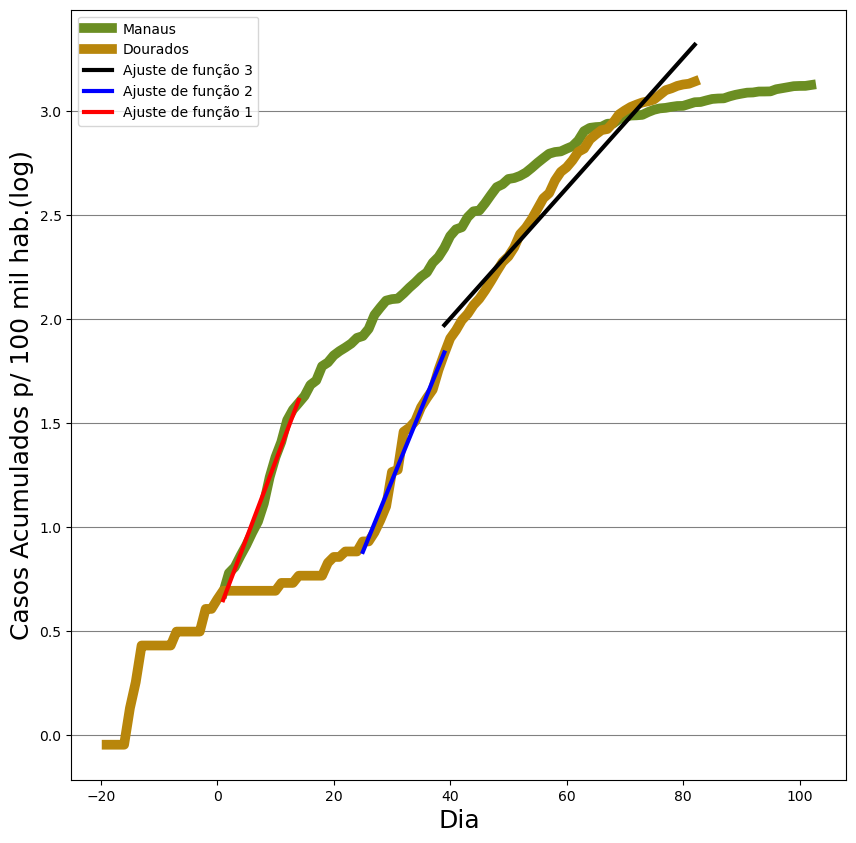 Manaus
Dourados
Ajuste de função 3
Ajuste de função 2
Ajuste de função 1
Casos Acumulados p/ 100 mil hab.(log)
3.0
2.5
2.0
1.5
1.0
0.5
0.0
−20 0 20 40 60 80 100
Dia